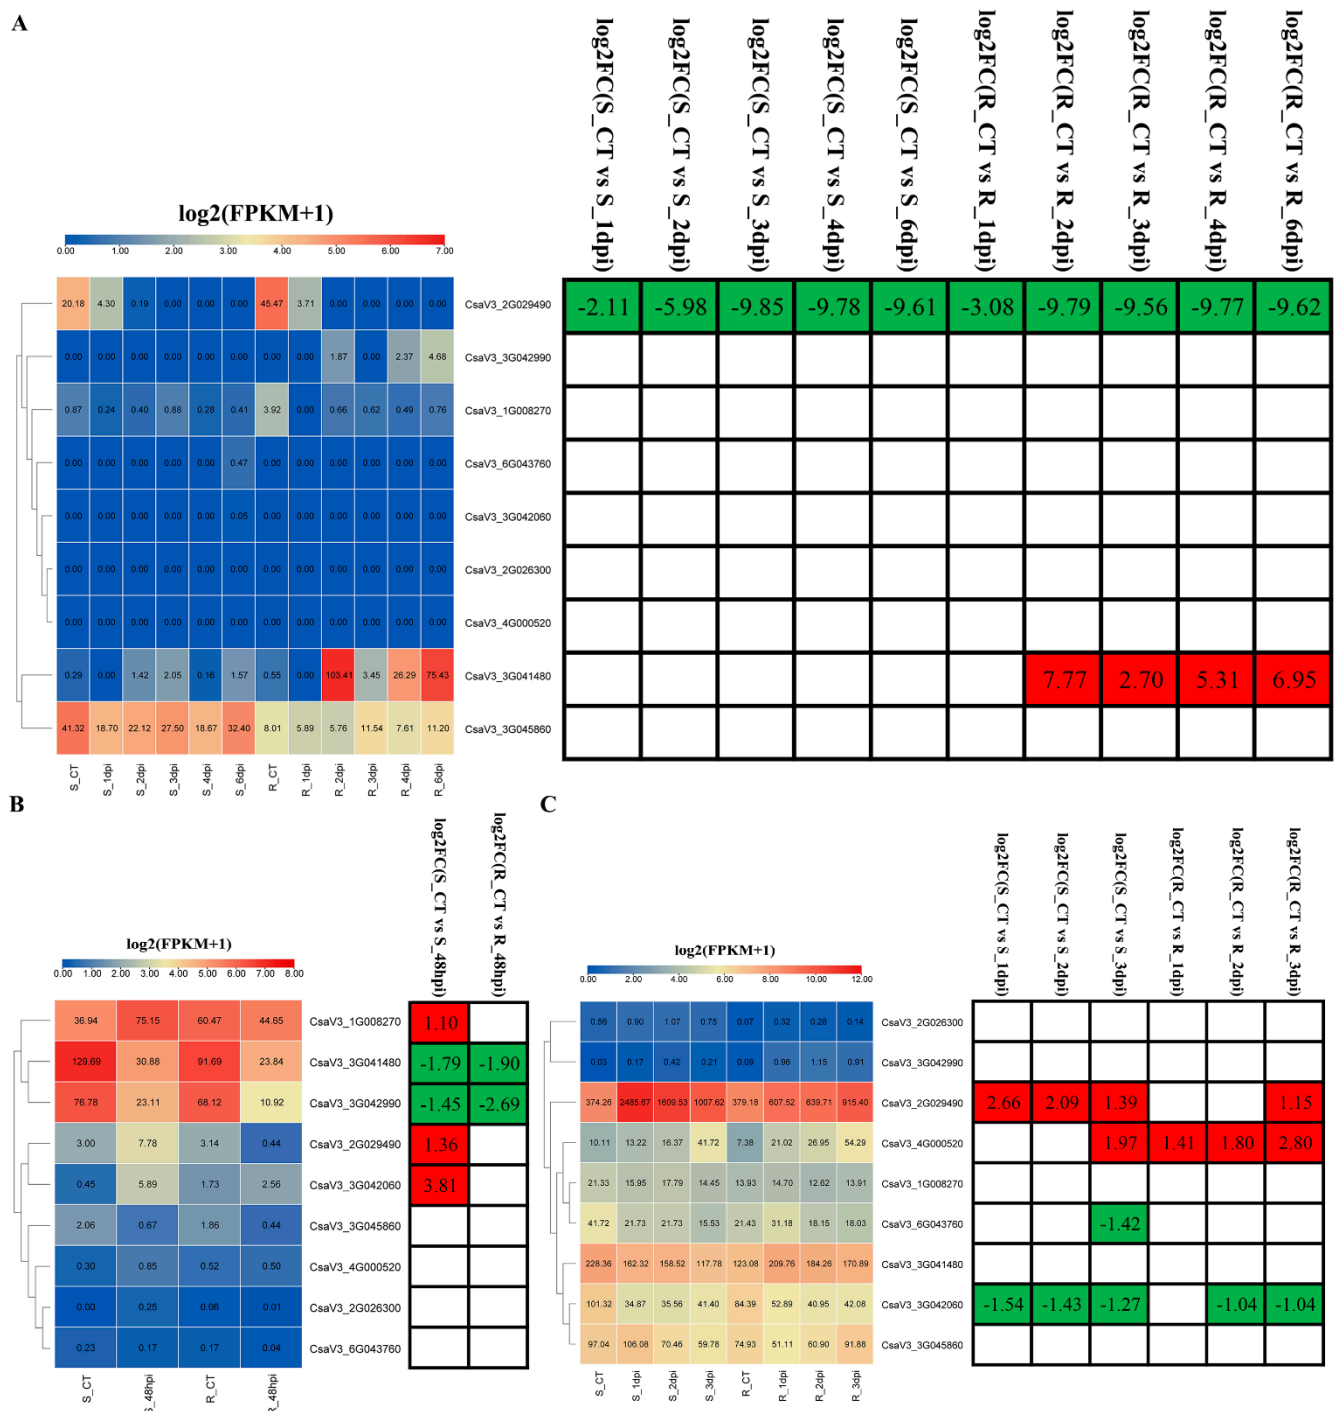 A
log2FC(S_CT vs S_1dpi)
log2FC(S_CT vs S_2dpi)
log2FC(S_CT vs S_3dpi)
log2FC(S_CT vs S_4dpi)
log2FC(S_CT vs S_6dpi)
log2FC(R_CT vs R_1dpi)
log2FC(R_CT vs R_2dpi)
log2FC(R_CT vs R_3dpi)
log2FC(R_CT vs R_4dpi)
log2FC(R_CT vs R_6dpi)
log2(FPKM+1)
0.00 1.00 2.00 3.00 4.00 5.00 6.00 7.00
20.18 4.30 0.19 0.00 0.00 0.00 45.47 3.71 0.00 0.00 0.00 0.00 CsaV3_2G029490 -2.11 -5.98 -9.85 -9.78 -9.61 -3.08 -9.79 -9.56 -9.77 -9.62
0.00 0.00 0.00 0.00 0.00 0.00 0.00 0.00 1.87 0.00 2.37 4.68 CsaV3_3G042990
0.87 0.24 0.40 0.88 0.28 0.41 3.92 0.00 0.66 0.62 0.49 0.76 CsaV3_1G008270
0.00 0.00 0.00 0.00 0.00 0.47 0.00 0.00 0.00 0.00 0.00 0.00 CsaV3_6G043760
0.00 0.00 0.00 0.00 0.00 0.05 0.00 0.00 0.00 0.00 0.00 0.00 CsaV3_3G042060
0.00 0.00 0.00 0.00 0.00 0.00 0.00 0.00 0.00 0.00 0.00 0.00 CsaV3_2G026300
0.00 0.00 0.00 0.00 0.00 0.00 0.00 0.00 0.00 0.00 0.00 0.00 CsaV3_4G000520
0.29 0.00 1.42 2.05 0.16 1.57 0.55 0.00 103.41 3.45 26.29 75.43 CsaV3_3G041480 7.77 2.70 5.31 6.95
41.32 18.70 22.12 27.50 18.67 32.40 8.01 5.89 5.76 11.54 7.61 11.20 CsaV3_3G045860
S_CT S_1dpi S_2dpi S_3dpi S_4dpi S_6dpi R_CT R_1dpi R_2dpi R_3dpi R_4dpi R_6dpi
B
log2FC(S_CT vs S_48hpi)
log2FC(R_CT vs R_48hpi)
log2(FPKM+1)
0.00 1.00 2.00 3.00 4.00 5.00 6.00 7.00 8.00
36.94 75.15 60.47 44.65 CsaV3_1G008270 1.10
129.69 30.88 91.69 23.84 CsaV3_3G041480 -1.79 -1.90
76.78 23.11 68.12 10.92 CsaV3_3G042990 -1.45 -2.69
3.00 7.78 3.14 0.44 CsaV3_2G029490 1.36
0.45 5.89 1.73 2.56 CsaV3_3G042060 3.81
2.06 0.67 1.86 0.44 CsaV3_3G045860
0.30 0.85 0.52 0.50 CsaV3_4G000520
0.00 0.25 0.06 0.01 CsaV3_2G026300
0.23 0.17 0.17 0.04 CsaV3_6G043760
S_CT S_48hpi R_CT R_48hpi
C
log2FC(S_CT vs S_1dpi)
log2FC(S_CT vs S_2dpi)
log2FC(S_CT vs S_3dpi)
log2FC(R_CT vs R_1dpi)
log2FC(R_CT vs R_2dpi)
log2FC(R_CT vs R_3dpi)
log2(FPKM+1)
0.00 2.00 4.00 6.00 8.00 10.00 12.00
0.56 0.90 1.07 0.75 0.07 0.32 0.28 0.14 CsaV3_2G026300
0.03 0.17 0.42 0.21 0.09 0.96 1.15 0.91 CsaV3_3G042990
374.26 2485.67 1609.53 1007.62 379.18 607.52 639.71 915.40 CsaV3_2G029490 2.66 2.09 1.39 1.15
10.11 13.22 16.37 41.72 7.38 21.02 26.95 54.29 CsaV3_4G000520 1.97 1.41 1.80 2.80
21.33 15.95 17.79 14.45 13.93 14.70 12.62 13.91 CsaV3_1G008270
41.72 21.73 21.73 15.53 21.43 31.18 18.15 18.03 CsaV3_6G043760 -1.42
228.36 162.32 158.52 117.78 123.08 209.76 184.26 170.89 CsaV3_3G041480
101.32 34.87 35.56 41.40 84.39 52.89 40.95 42.08 CsaV3_3G042060 -1.54 -1.43 -1.27 -1.04 -1.04
97.04 106.08 70.46 59.78 74.93 51.11 60.90 91.88 CsaV3_3G045860
S_CT S_1dpi S_2dpi S_3dpi R_CT R_1dpi R_2dpi R_3dpi